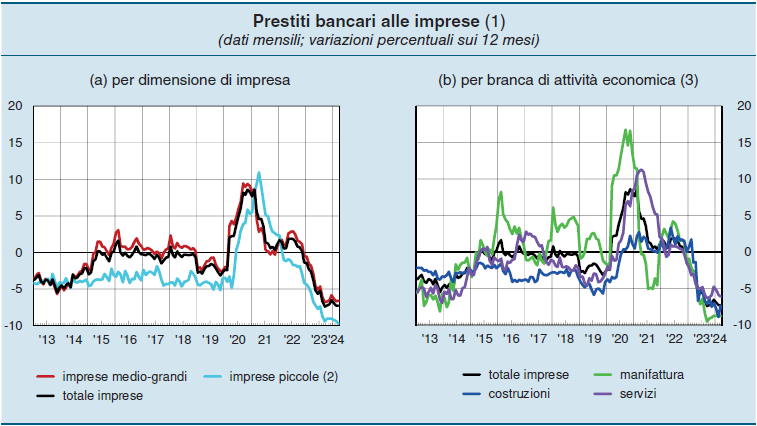 Prestiti bancari alle imprese (1)
(dati mensili; variazioni percentuali sui 12 mesi)
(a) per dimensione di impresa
20
15
10
5
0
-5
-10
'13 '14 '15 '16 '17 '18 '19 '20 '21 '22 '23 '24
imprese medio-grandi
imprese piccole (2)
totale imprese
(b) per branca di attività economica (3)
20
15
10
5
0
-5
-10
'13 '14 '15 '16 '17 '18 '19 '20 '21 '22 '23 '24
totale imprese
manifattura
costruzioni
servizi